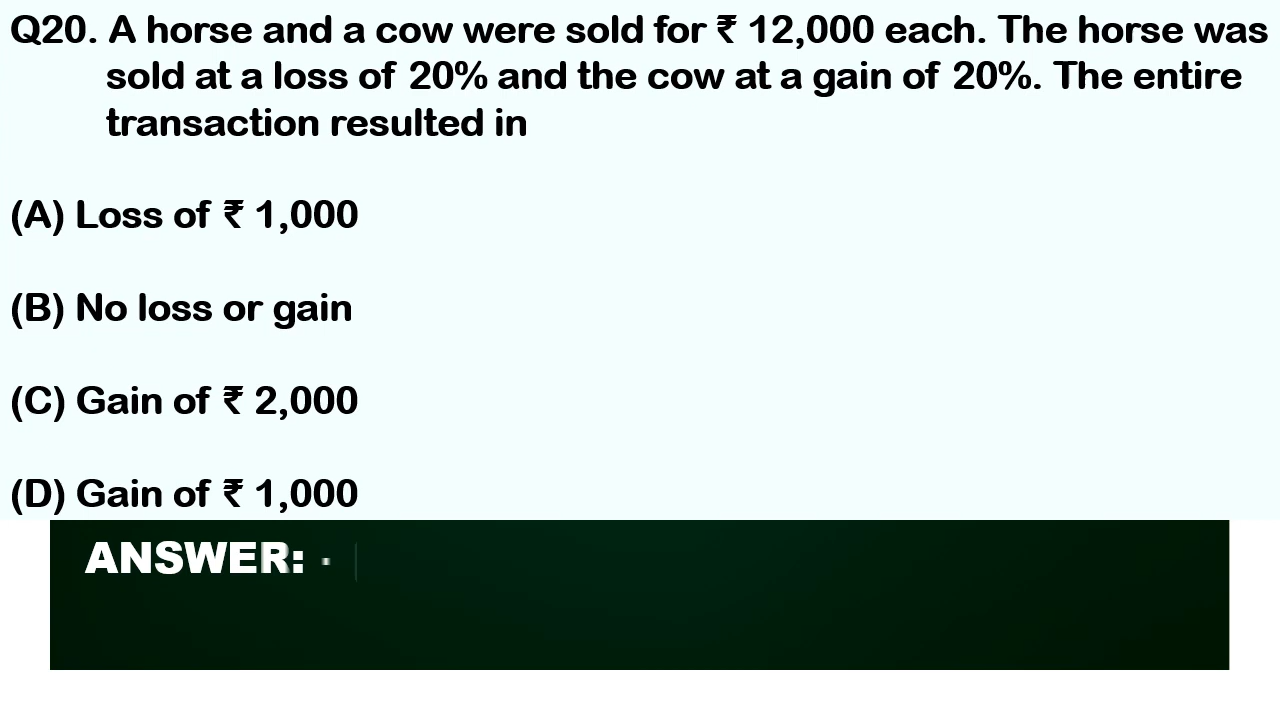 Q20. A horse and a cow were sold for ₹ 12,000 each. The horse was
sold at a loss of 20% and the cow at a gain of 20%. The entire
transaction resulted in
(A) Loss of ₹ 1,000
(B) No loss or gain
(C) Gain of ₹ 2,000
(D) Gain of ₹ 1,000
ANSWER: